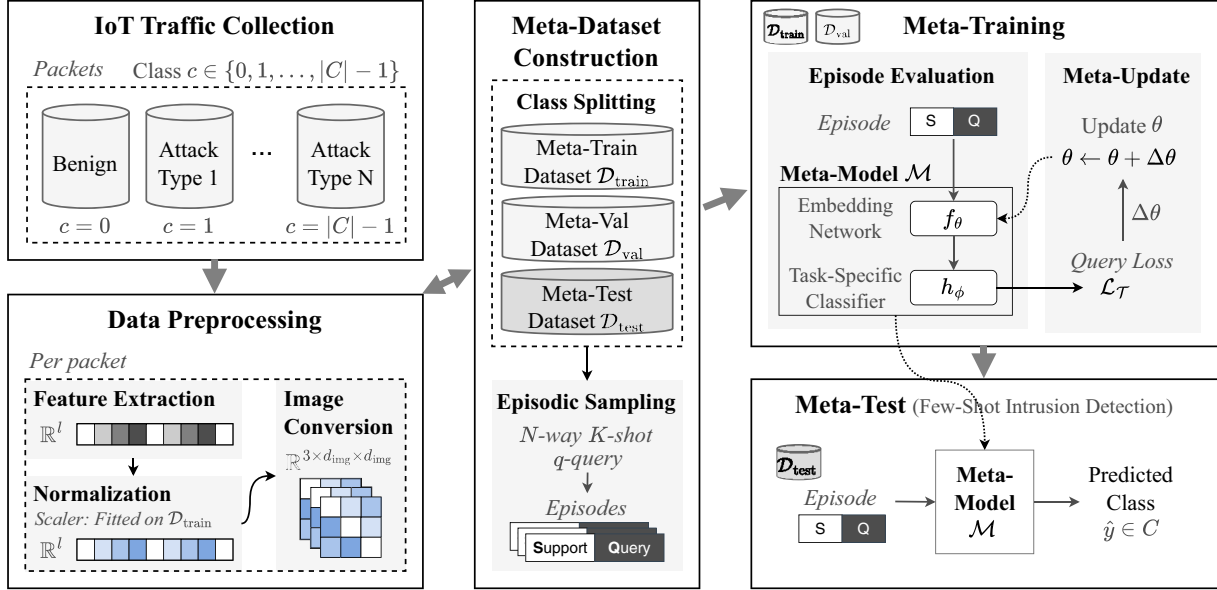 IoT Traffic Collection
Packets
Class c ∈ {0, 1, . . . , |C| − 1}
Benign
Attack
Type 1
...
Attack
Type N
c = 0
c = 1
c = |C| − 1
Data Preprocessing
Per packet
Feature Extraction
ℝ^l
Normalization
Scaler: Fitted on 𝒟_train
ℝ^l
Image
Conversion
ℝ^{3×d_img×d_img}
Meta-Dataset
Construction
Class Splitting
Meta-Train
Dataset 𝒟_train
Meta-Val
Dataset 𝒟_val
Meta-Test
Dataset 𝒟_test
Episodic Sampling
N-way K-shot
q-query
Episodes
Support
Query
Meta-Training
𝒟_train
𝒟_val
Episode Evaluation
Episode
S
Q
Meta-Model ℳ
Embedding
Network
f_θ
Task-Specific
Classifier
h_ϕ
Meta-Update
Update θ
θ ← θ + Δθ
Δθ
Query Loss
ℒ_𝒯
Meta-Test (Few-Shot Intrusion Detection)
𝒟_test
Episode
S
Q
Meta-
Model
ℳ
Predicted
Class
ŷ ∈ C